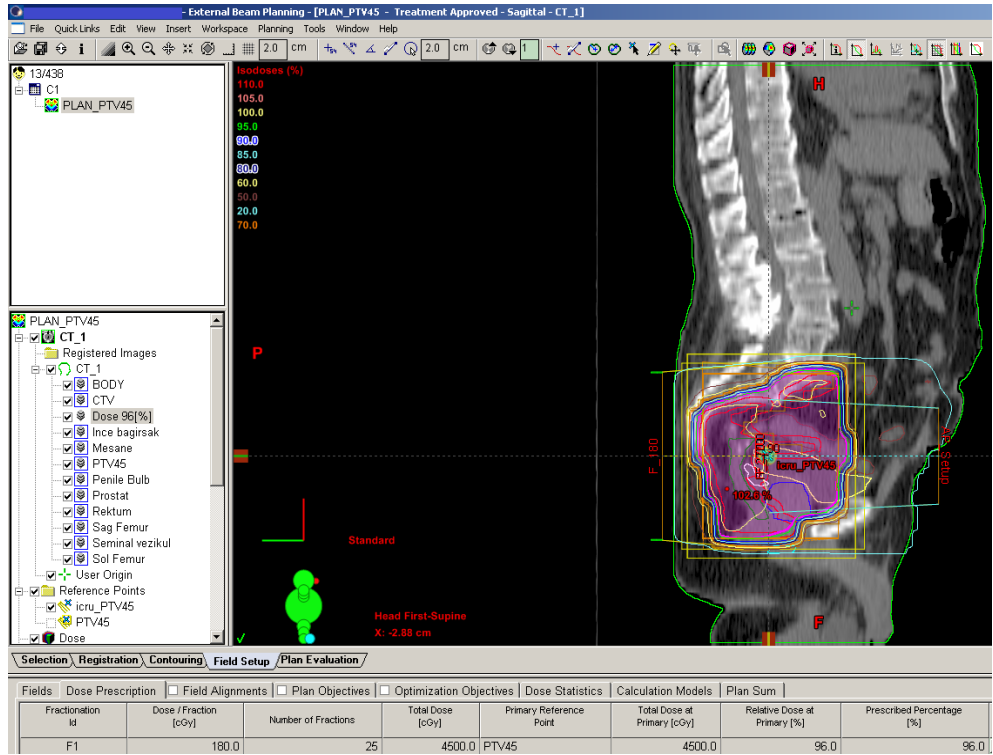 - External Beam Planning - [PLAN_PTV45 - Treatment Approved - Sagittal - CT_1]
File Quick Links Edit View Insert Workspace Planning Tools Window Help
2.0 cm 2.0 cm 1
13/438
C1
PLAN_PTV45
Isodoses (%)
110.0
105.0
100.0
95.0
90.0
85.0
80.0
60.0
50.0
20.0
70.0
H
P
F_180
icru_PTV45
102.6 %
Setup
Standard
Head First-Supine
X: -2.88 cm
F
PLAN_PTV45
CT_1
Registered Images
CT_1
BODY
CTV
Dose 96[%]
Ince bagirsak
Mesane
PTV45
Penile Bulb
Prostat
Rektum
Sag Femur
Seminal vezikul
Sol Femur
User Origin
Reference Points
icru_PTV45
PTV45
Dose
Selection Registration Contouring Field Setup Plan Evaluation
Fields Dose Prescription Field Alignments Plan Objectives Optimization Objectives Dose Statistics Calculation Models Plan Sum
Fractionation Id Dose / Fraction [cGy] Number of Fractions Total Dose [cGy] Primary Reference Point Total Dose at Primary [cGy] Relative Dose at Primary [%] Prescribed Percentage [%]
F1 180.0 25 4500.0 PTV45 4500.0 96.0 96.0